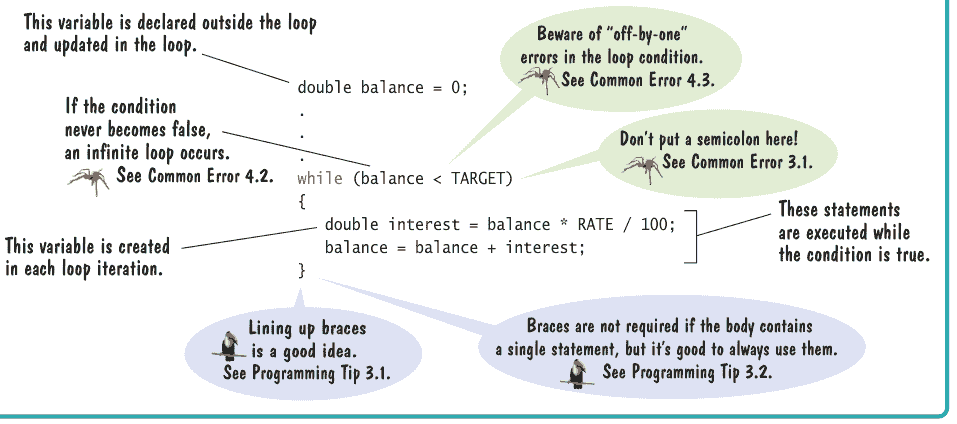 This variable is declared outside the loop
and updated in the loop.
Beware of “off-by-one”
errors in the loop condition.
See Common Error 4.3.
double balance = 0;
.
.
.
If the condition
never becomes false,
an infinite loop occurs.
See Common Error 4.2.
Don’t put a semicolon here!
See Common Error 3.1.
while (balance < TARGET)
{
double interest = balance * RATE / 100;
balance = balance + interest;
}
These statements
are executed while
the condition is true.
This variable is created
in each loop iteration.
Lining up braces
is a good idea.
See Programming Tip 3.1.
Braces are not required if the body contains
a single statement, but it’s good to always use them.
See Programming Tip 3.2.